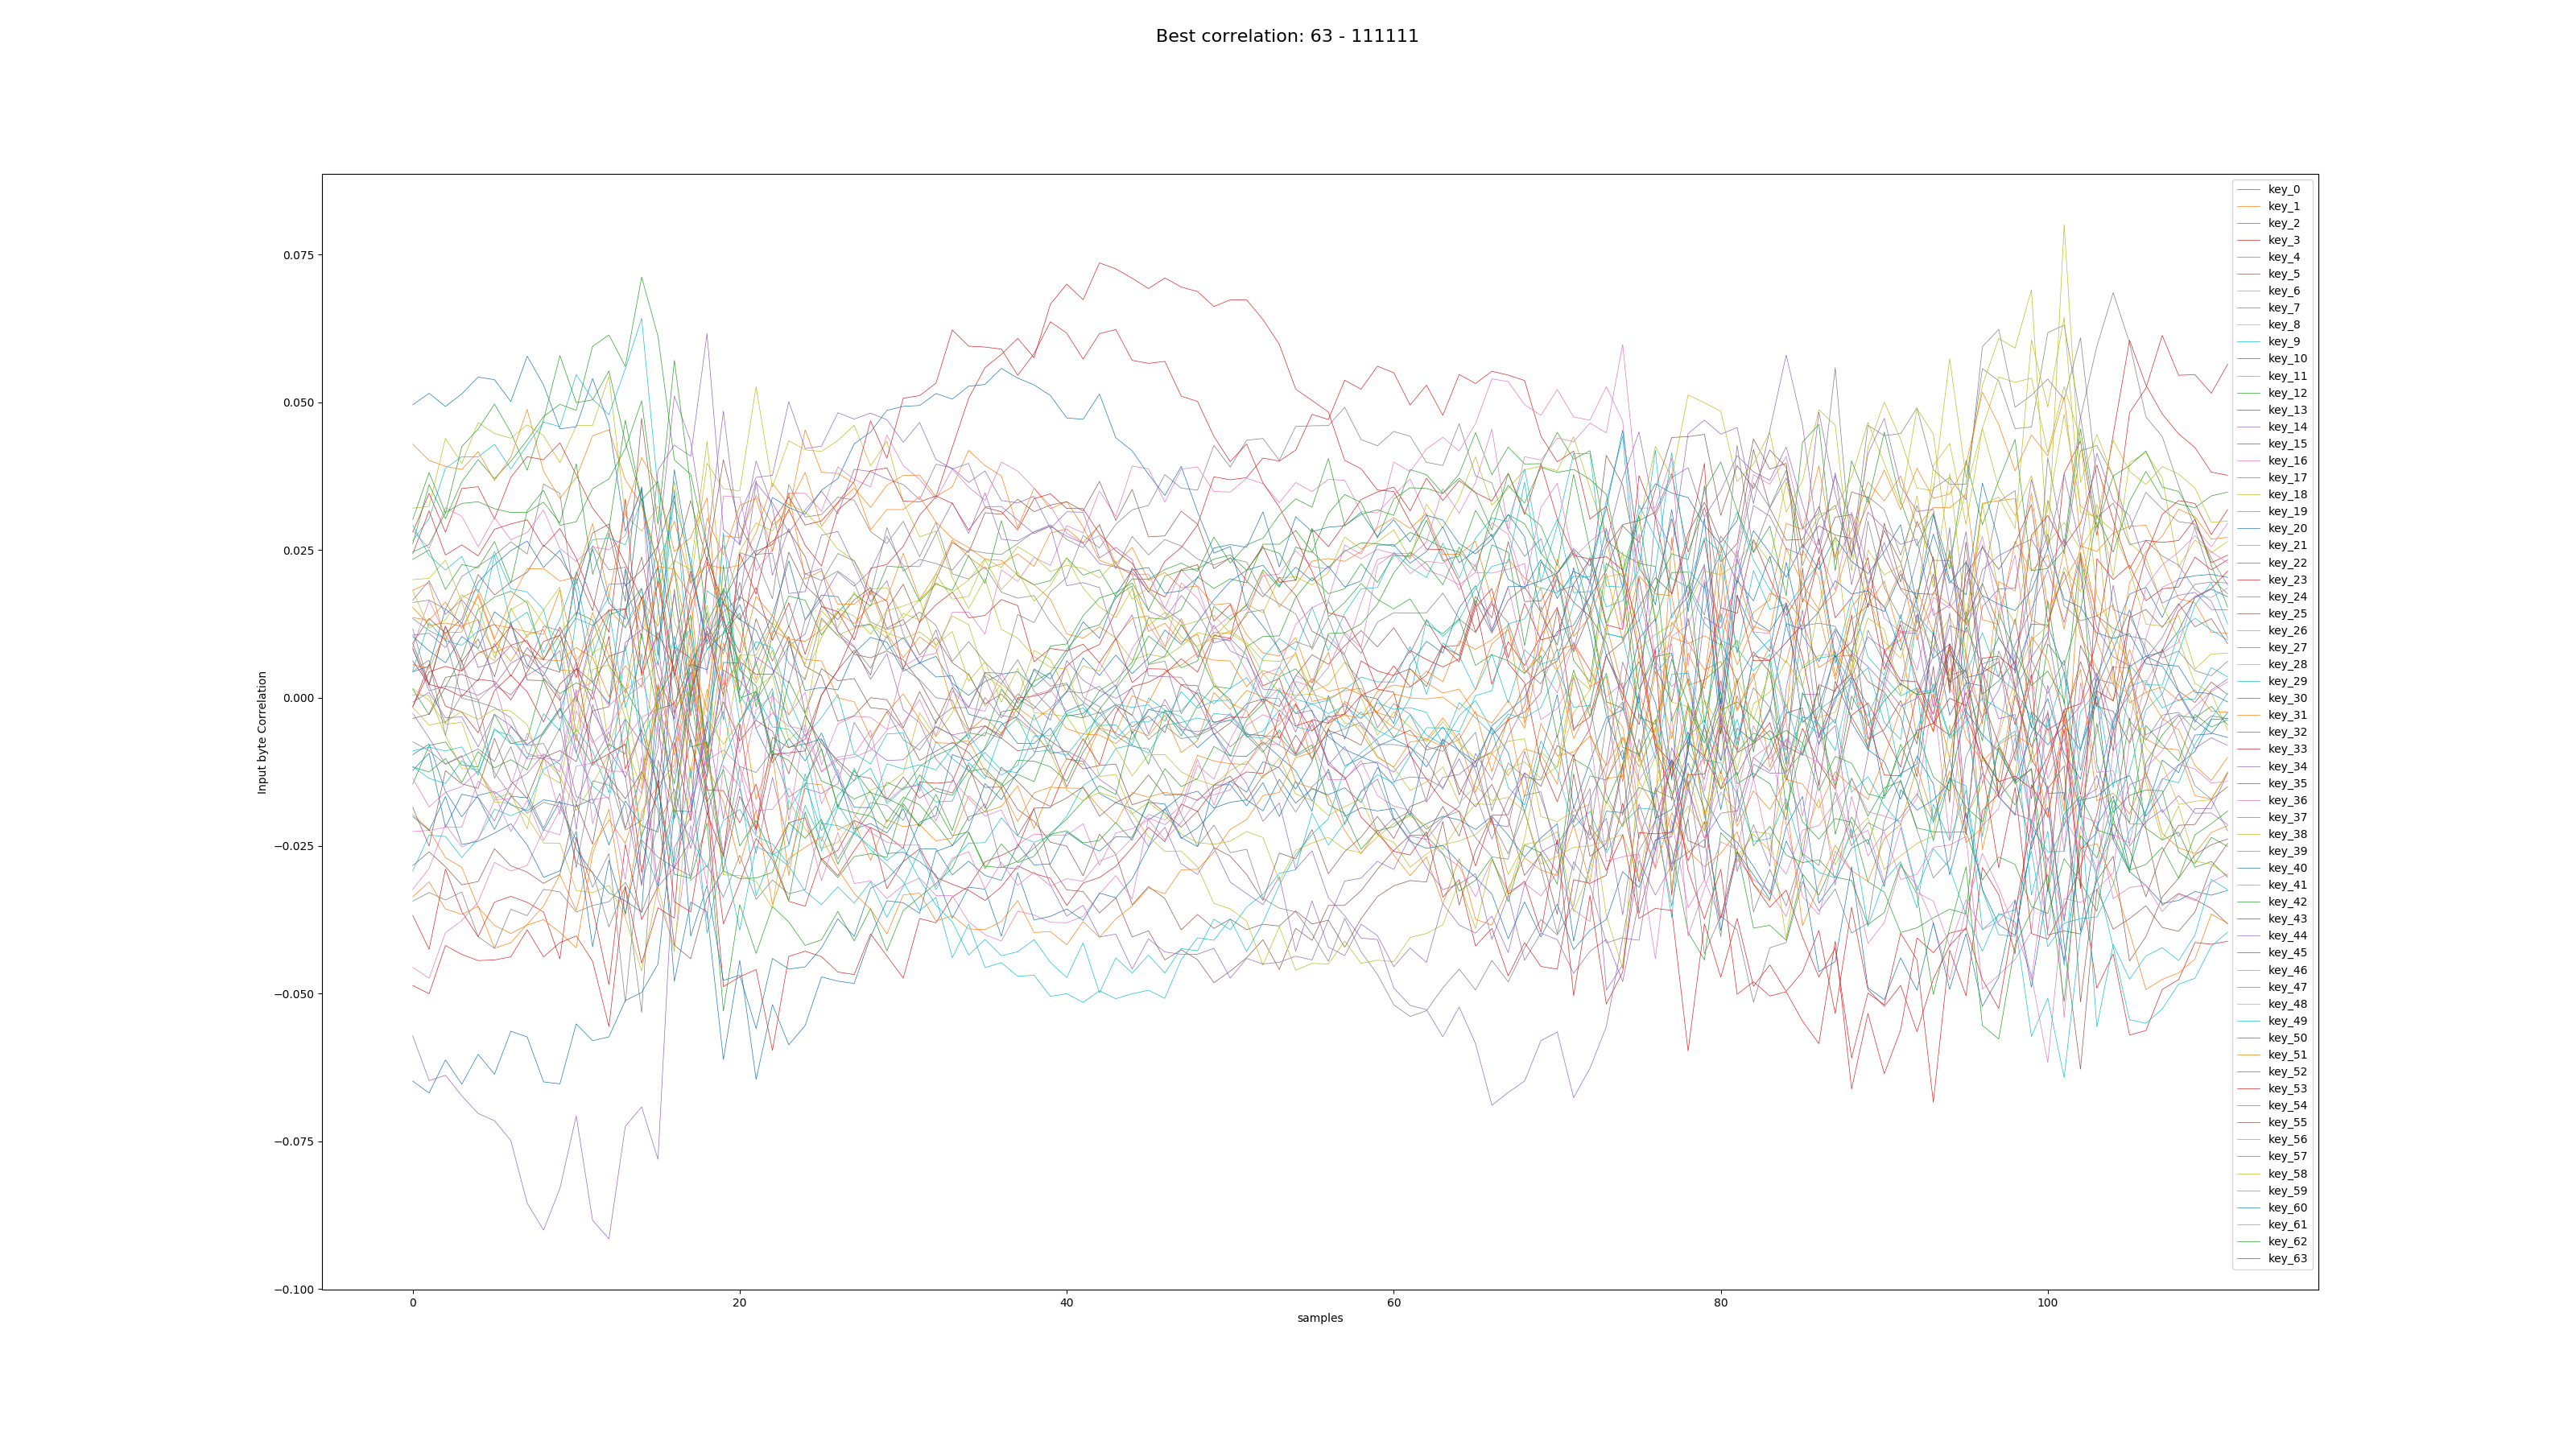 Best correlation: 63 - 111111
Input byte Correlation
0.075
0.050
0.025
0.000
−0.025
−0.050
−0.075
−0.100
0
20
40
60
80
100
samples
key_0
key_1
key_2
key_3
key_4
key_5
key_6
key_7
key_8
key_9
key_10
key_11
key_12
key_13
key_14
key_15
key_16
key_17
key_18
key_19
key_20
key_21
key_22
key_23
key_24
key_25
key_26
key_27
key_28
key_29
key_30
key_31
key_32
key_33
key_34
key_35
key_36
key_37
key_38
key_39
key_40
key_41
key_42
key_43
key_44
key_45
key_46
key_47
key_48
key_49
key_50
key_51
key_52
key_53
key_54
key_55
key_56
key_57
key_58
key_59
key_60
key_61
key_62
key_63